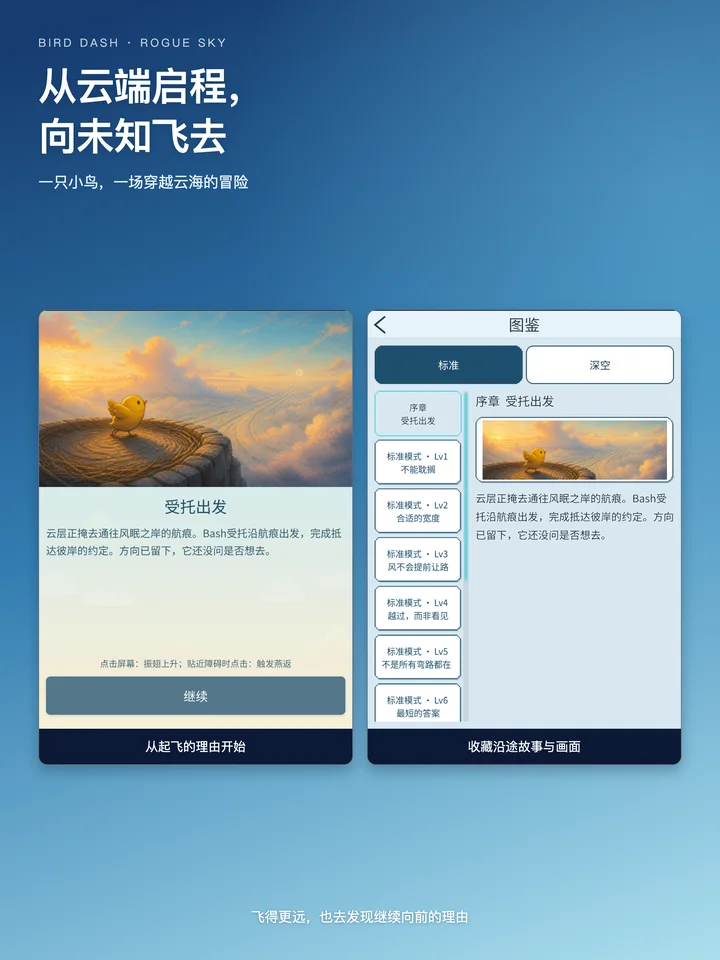 BIRD DASH · ROGUE SKY
从云端启程，
向未知飞去
一只小鸟，一场穿越云海的冒险
受托出发
云层正掩去通往风眠之岸的航痕。Bash受托沿航痕出发，完成抵
达彼岸的约定。方向已留下，它还没问是否想去。
点击屏幕：振翅上升；贴近障碍时点击：触发燕返
继续
从起飞的理由开始
图鉴
标准
深空
序章
受托出发
标准模式 · Lv1
不能耽搁
标准模式 · Lv2
合适的宽度
标准模式 · Lv3
风不会提前让路
标准模式 · Lv4
越过，而非看见
标准模式 · Lv5
不是所有弯路都在
标准模式 · Lv6
最短的答案
序章 受托出发
云层正掩去通往风眠之岸的航痕。Bash受
托沿航痕出发，完成抵达彼岸的约定。方向
已留下，它还没问是否想去。
收藏沿途故事与画面
飞得更远，也去发现继续向前的理由